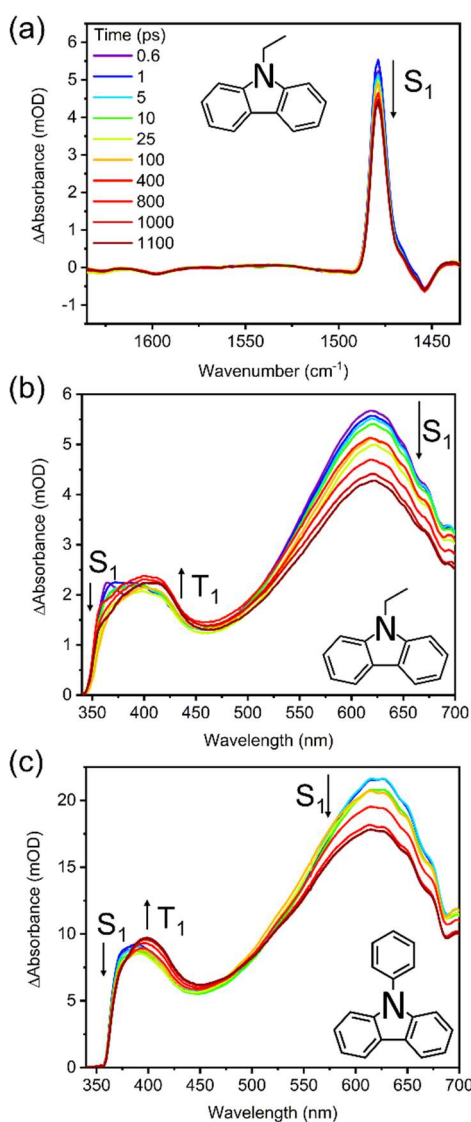 (a)
Time (ps)
0.6
1
5
10
25
100
400
800
1000
1100
N
S₁
ΔAbsorbance (mOD)
6
5
4
3
2
1
0
-1
1600 1550 1500 1450
Wavenumber (cm⁻¹)
(b)
ΔAbsorbance (mOD)
6
5
4
3
2
1
0
S₁
T₁
S₁
N
350 400 450 500 550 600 650 700
Wavelength (nm)
(c)
ΔAbsorbance (mOD)
20
15
10
5
0
S₁
T₁
S₁
N
350 400 450 500 550 600 650 700
Wavelength (nm)